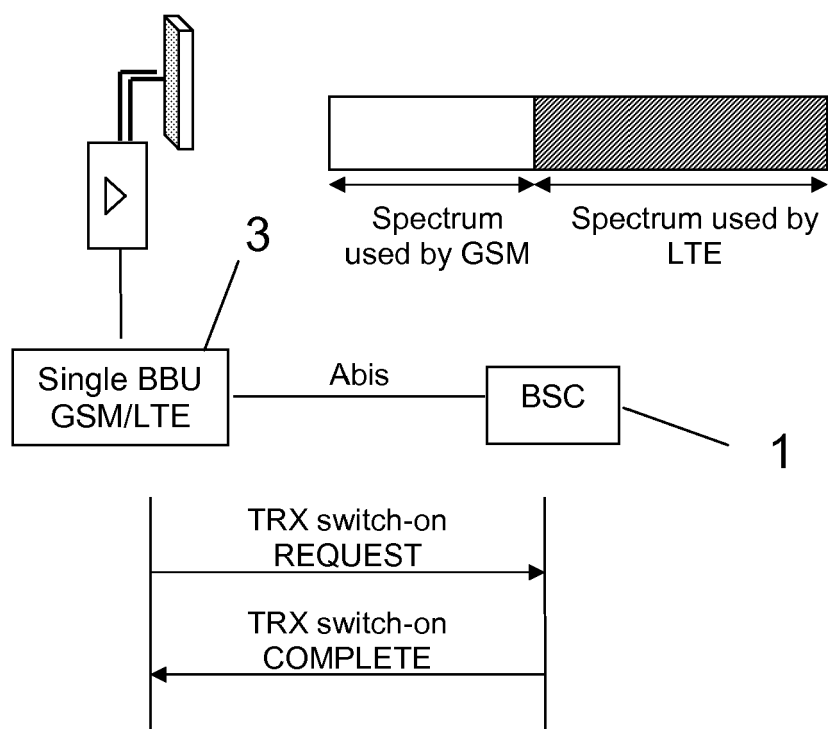 Spectrum
used by GSM
Spectrum used by
LTE
3
Single BBU
GSM/LTE
Abis
BSC
1
TRX switch-on
REQUEST
TRX switch-on
COMPLETE